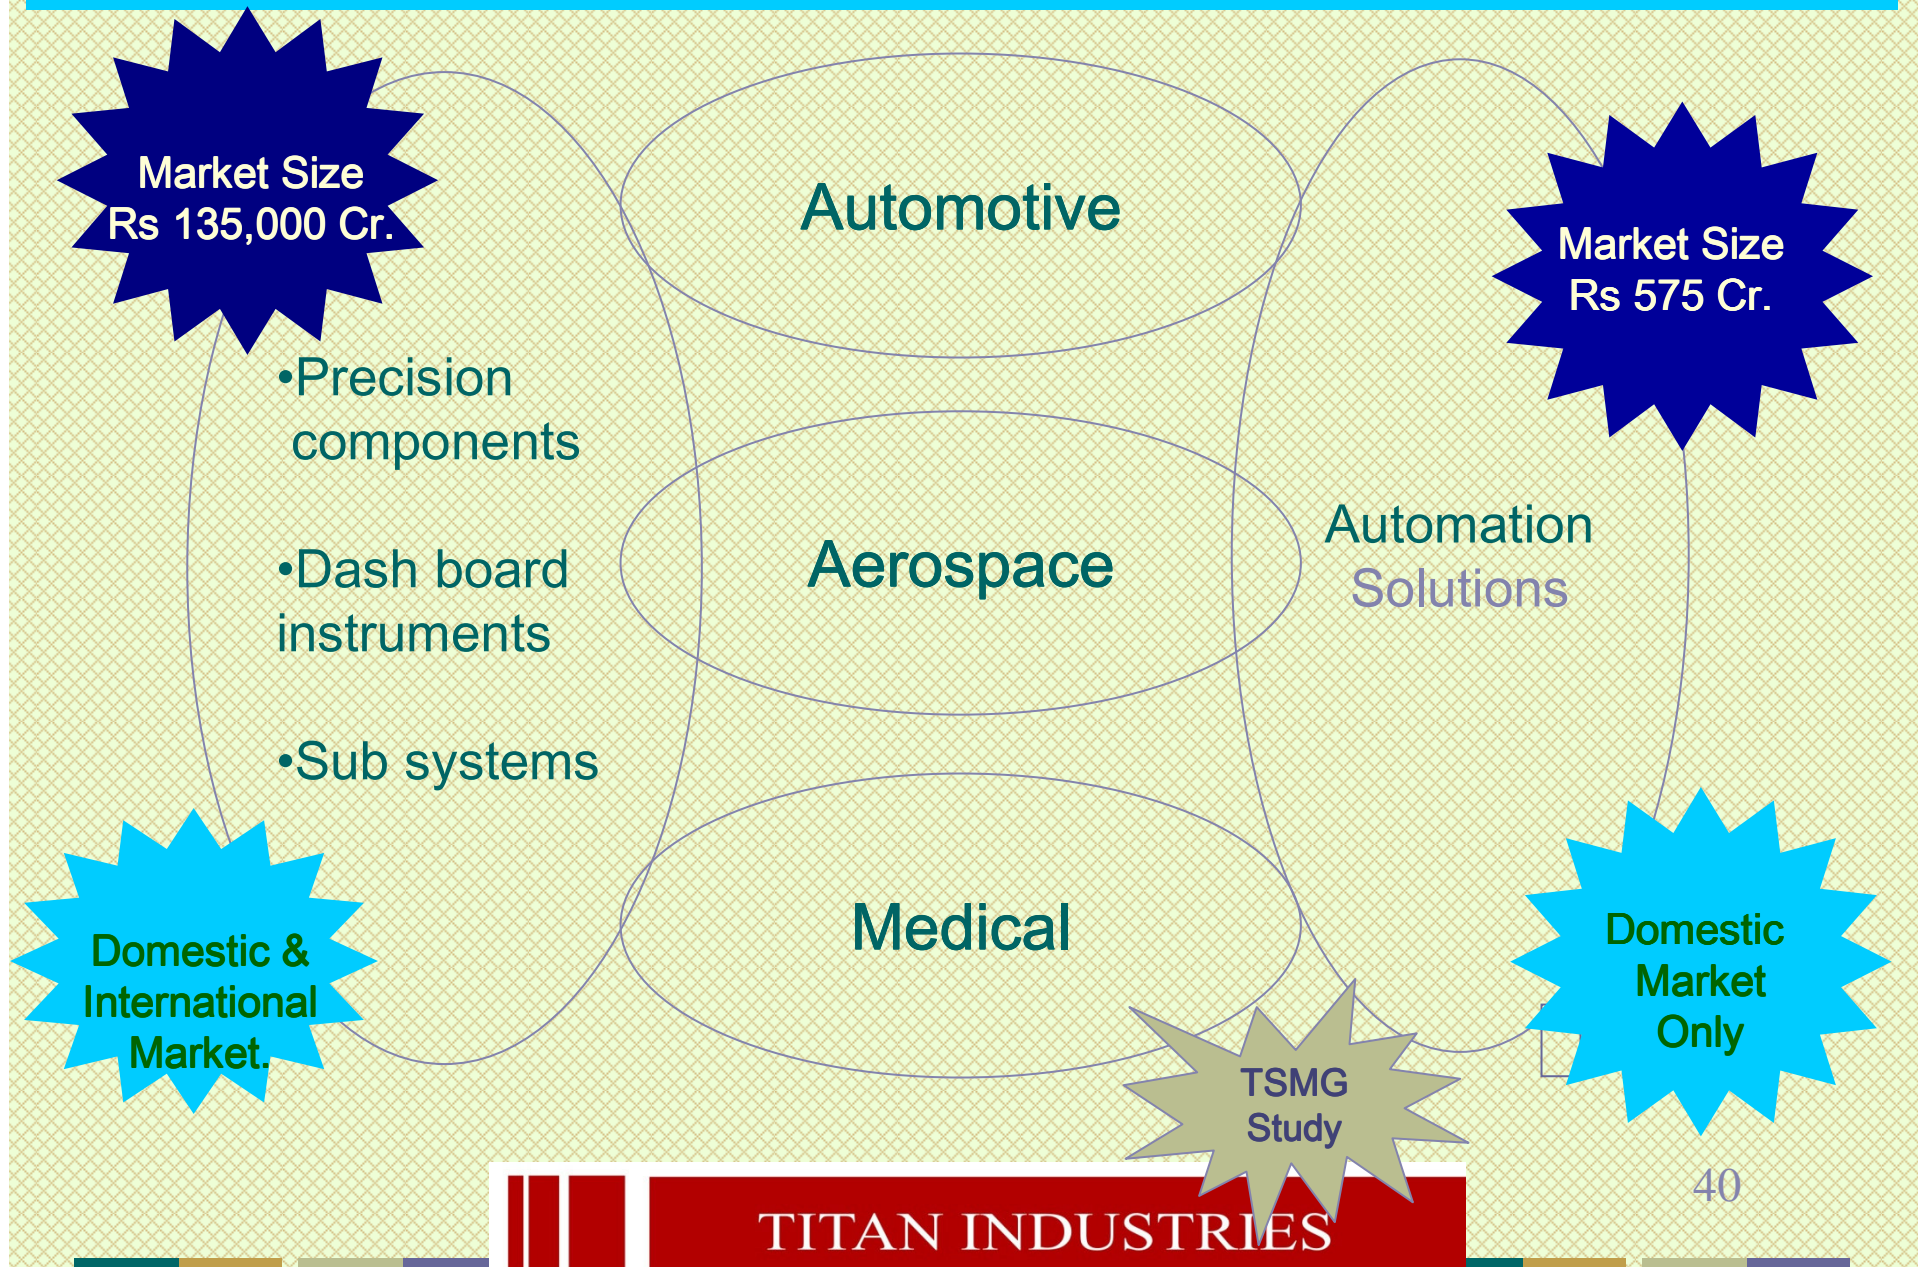 Market Size
Rs 135,000 Cr.
Automotive
Market Size
Rs 575 Cr.
•Precision
components
•Dash board
instruments
•Sub systems
Aerospace
Automation
Solutions
Medical
Domestic &
International
Market.
Domestic
Market
Only
TSMG
Study
40
TITAN INDUSTRIES